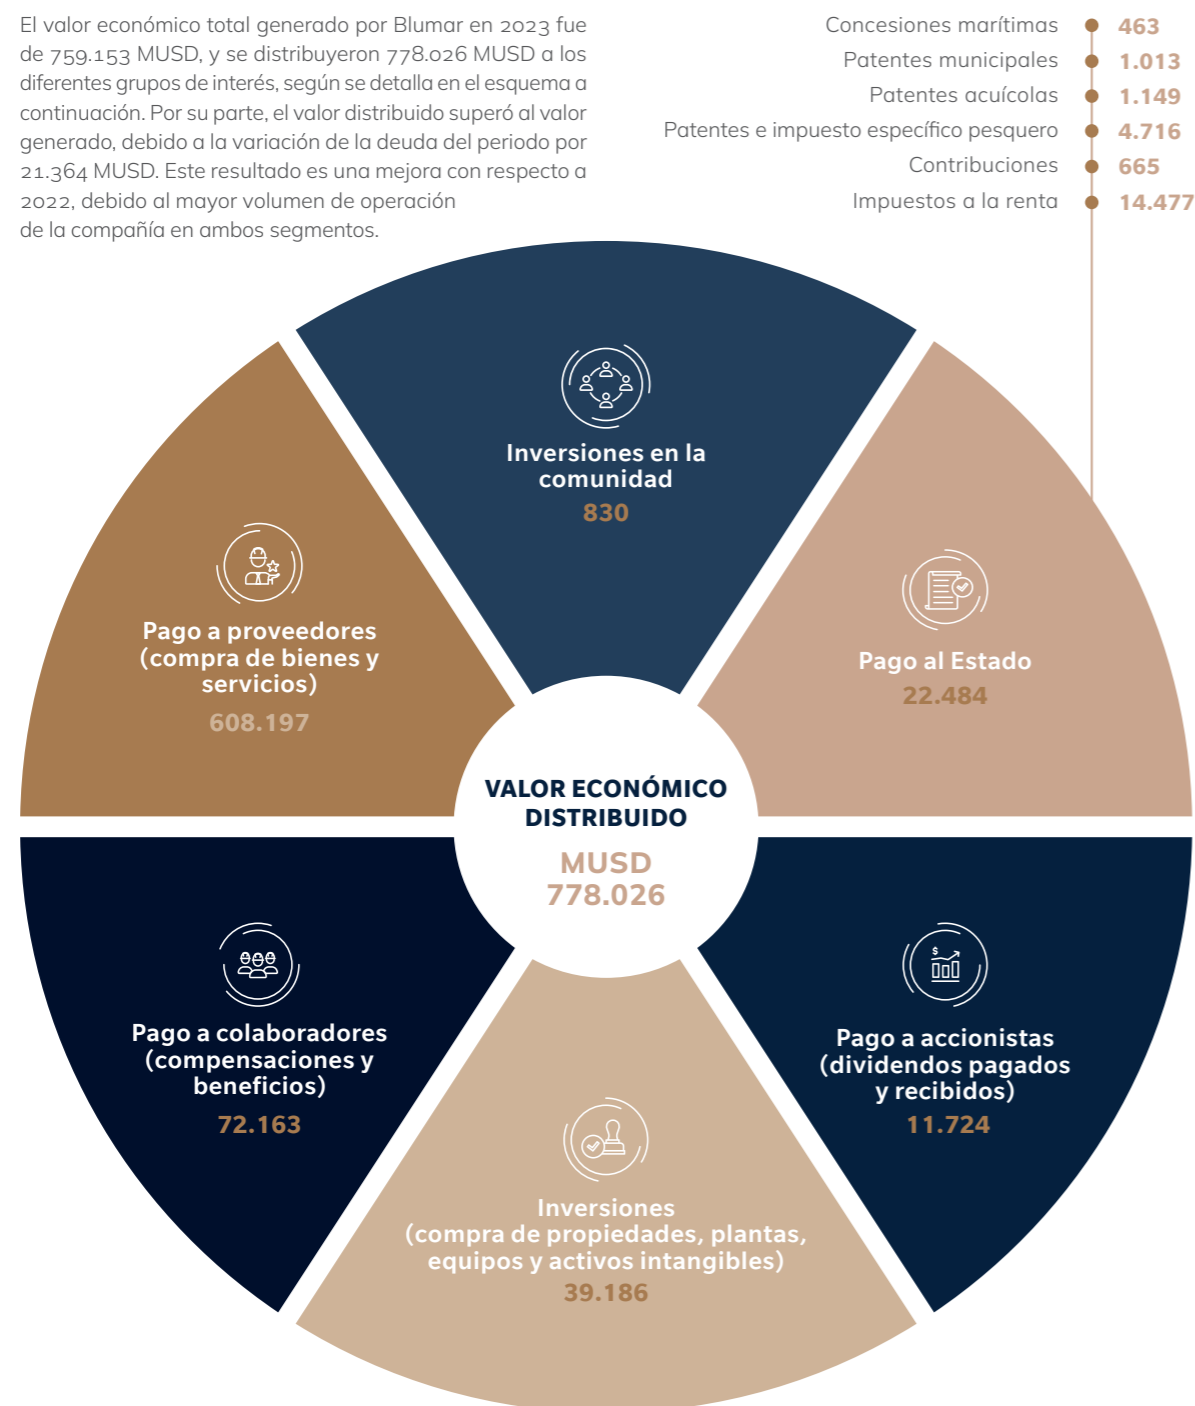 El valor económico total generado por Blumar en 2023 fue
de 759.153 MUSD, y se distribuyeron 778.026 MUSD a los
diferentes grupos de interés, según se detalla en el esquema a
continuación. Por su parte, el valor distribuido superó al valor
generado, debido a la variación de la deuda del periodo por
21.364 MUSD. Este resultado es una mejora con respecto a
2022, debido al mayor volumen de operación
de la compañía en ambos segmentos.
Concesiones marítimas 463
Patentes municipales 1.013
Patentes acuícolas 1.149
Patentes e impuesto específico pesquero 4.716
Contribuciones 665
Impuestos a la renta 14.477
Inversiones en la
comunidad
830
Pago a proveedores
(compra de bienes y
servicios)
608.197
Pago al Estado
22.484
VALOR ECONÓMICO
DISTRIBUIDO
MUSD
778.026
Pago a colaboradores
(compensaciones y
beneficios)
72.163
$
Pago a accionistas
(dividendos pagados
y recibidos)
11.724
Inversiones
(compra de propiedades, plantas,
equipos y activos intangibles)
39.186